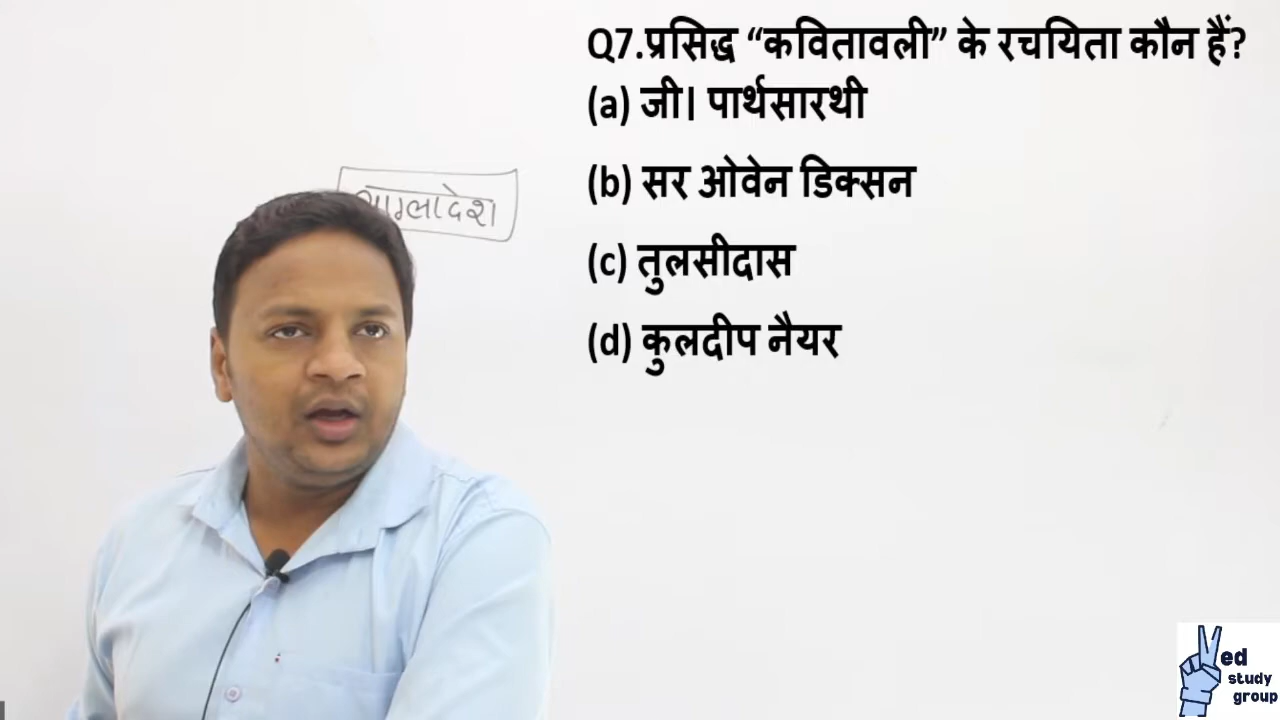 Q7.प्रसिद्ध “कवितावली” के रचयिता कौन हैं?
(a) जी। पार्थसारथी
(b) सर ओवेन डिक्सन
(c) तुलसीदास
(d) कुलदीप नैयर
ed
study
group